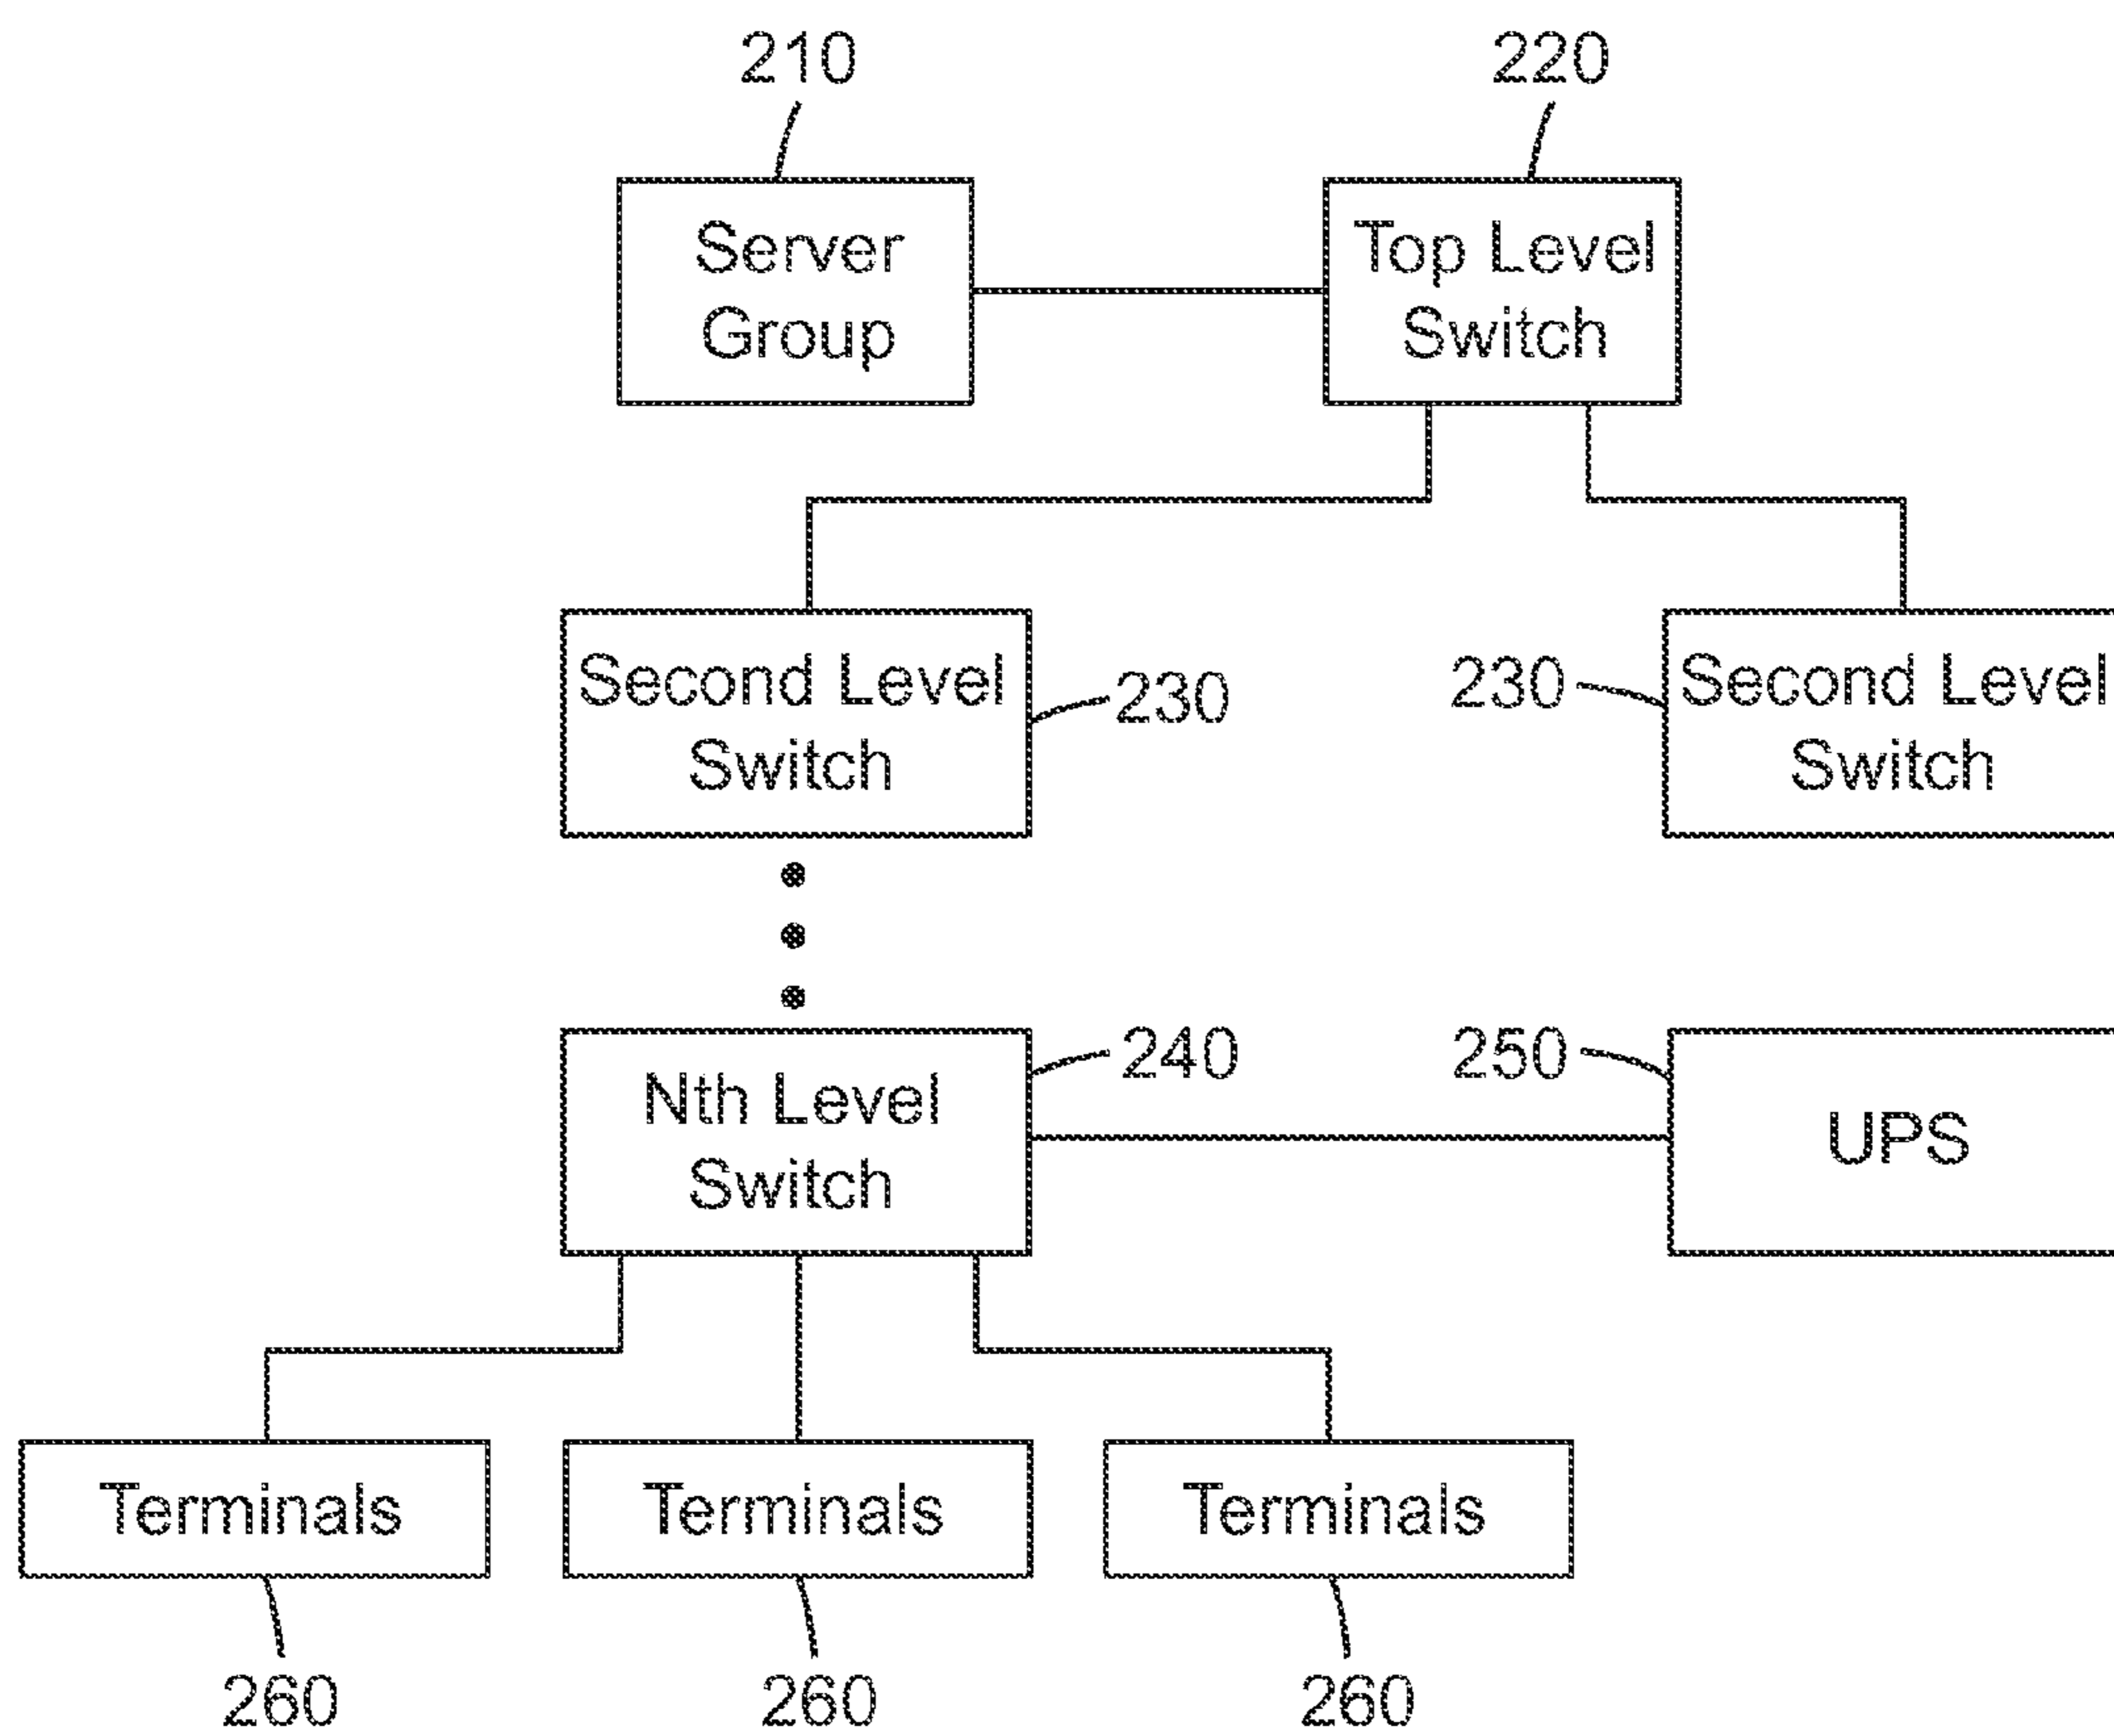 210
220
Server
Group
Top Level
Switch
Second Level
Switch
230
230
Second Level
Switch
Nth Level
Switch
240
250
UPS
Terminals
Terminals
Terminals
260
260
260